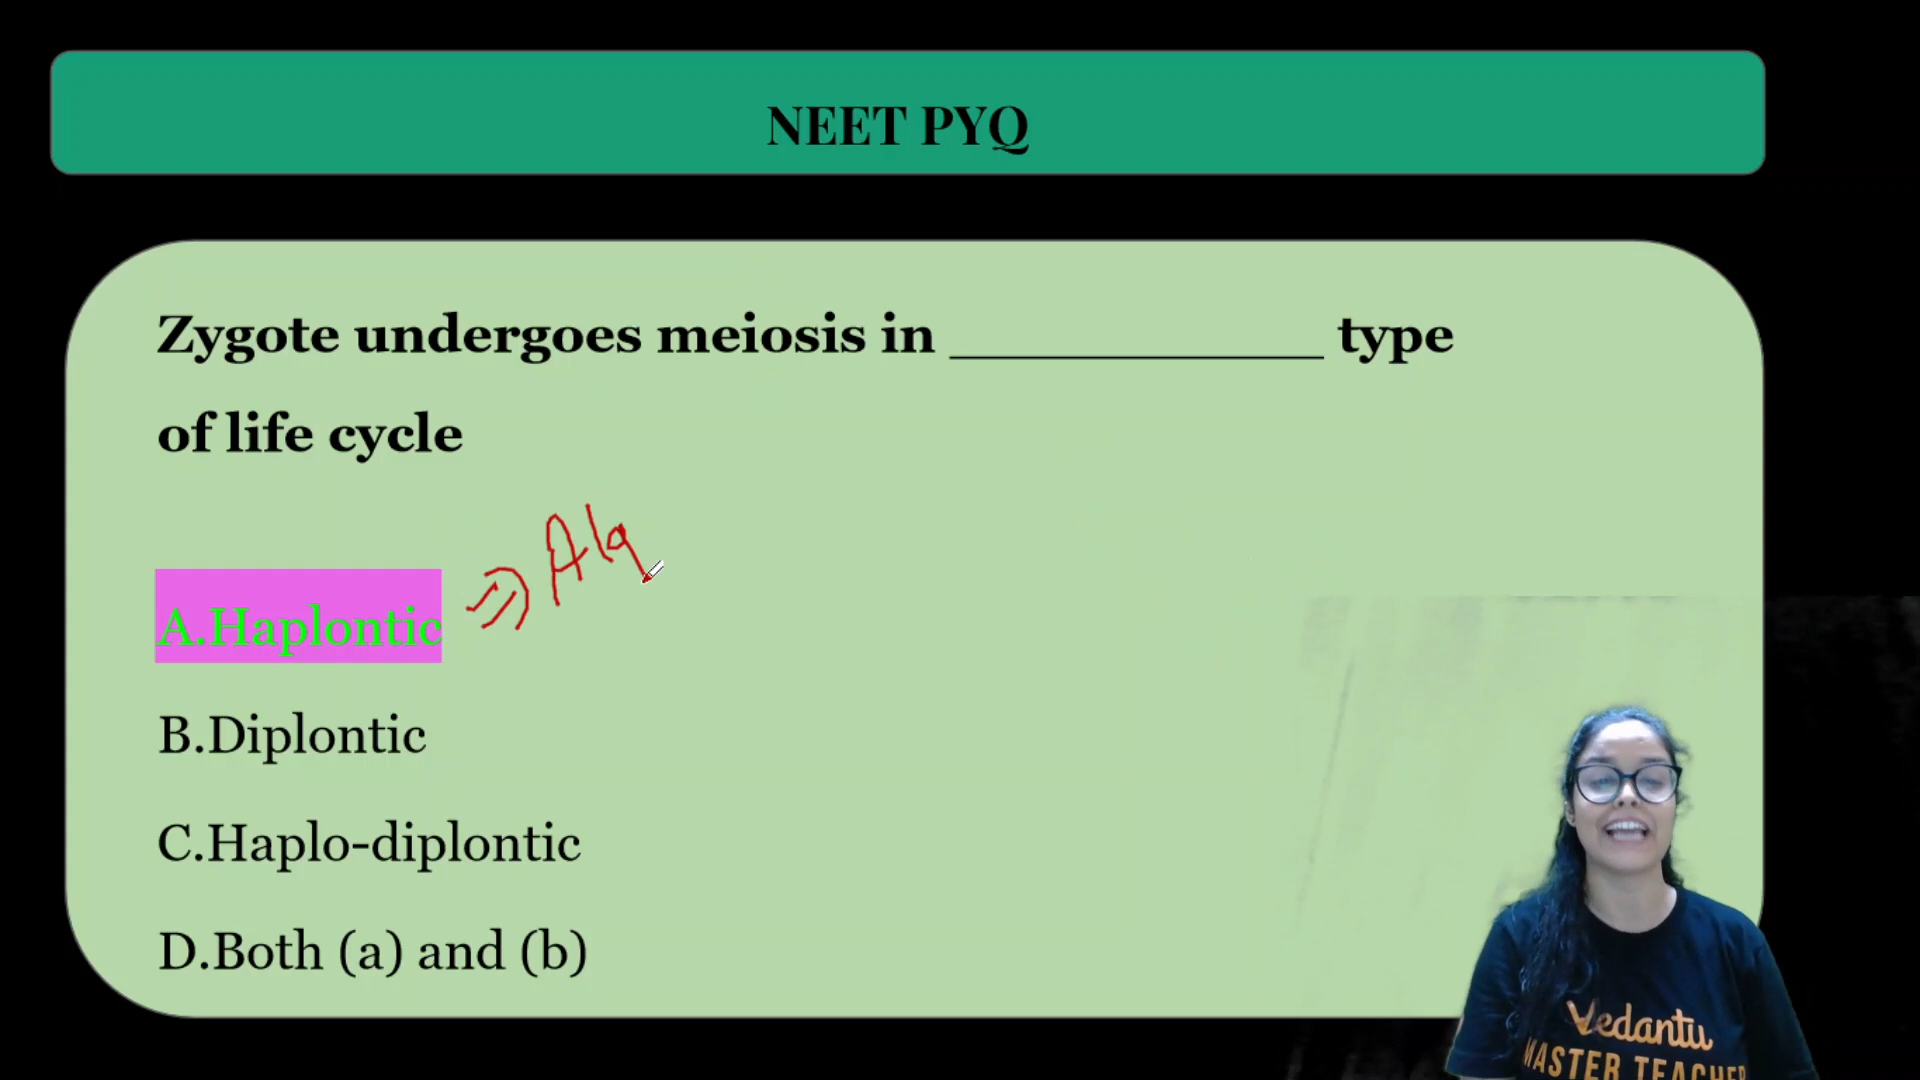 NEET PYQ
Zygote undergoes meiosis in ______________ type
of life cycle
A.Haplontic
⇒ Alg
B.Diplontic
C.Haplo-diplontic
D.Both (a) and (b)
Vedantu
MASTER TEACHER